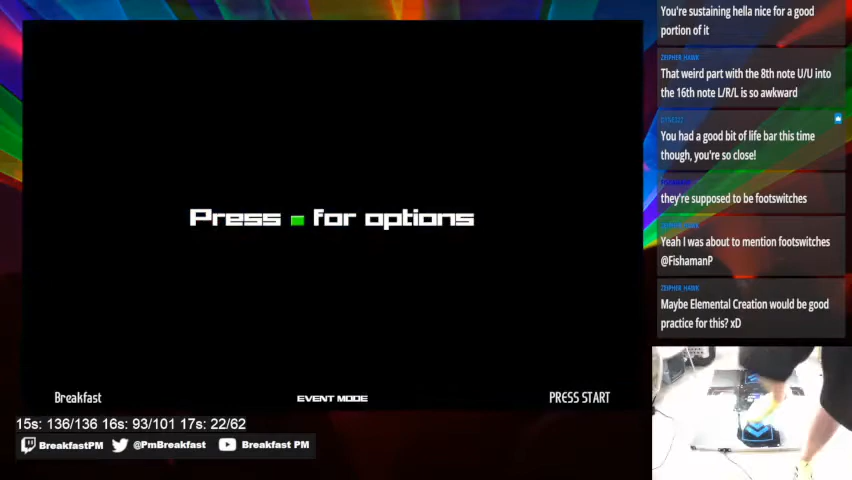 You're sustaining hella nice for a good
portion of it
ZEPHER_HAWK
That weird part with the 8th note U/U into
the 16th note L/R/L is so awkward
You had a good bit of life bar this time
though, you're so close!
they're supposed to be footswitches
Yeah I was about to mention footswitches
@FishamanP
ZEPHER_HAWK
Maybe Elemental Creation would be good
practice for this? xD
Press for options
Breakfast
EVENT MODE
PRESS START
15s: 136/136 16s: 93/101 17s: 22/62
BreakfastPM
@PmBreakfast
Breakfast PM